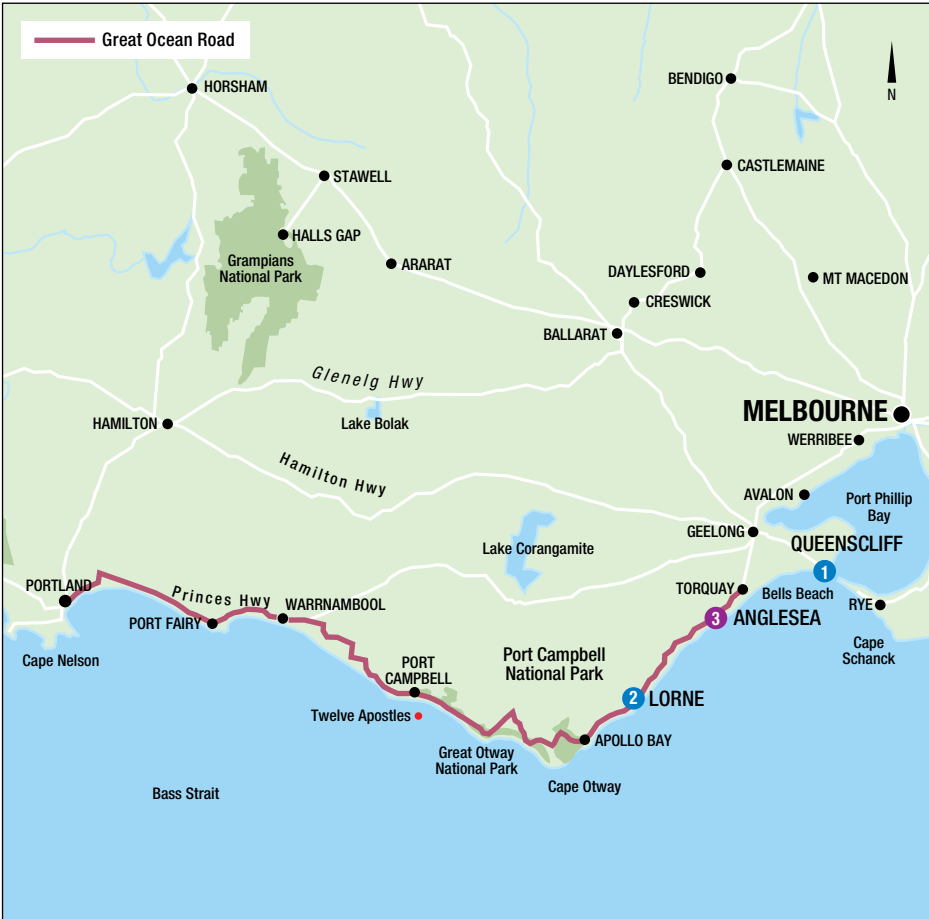 Great Ocean Road
N
HORSHAM
BENDIGO
STAWELL
CASTLEMAINE
HALLS GAP
Grampians
National Park
ARARAT
DAYLESFORD
MT MACEDON
CRESWICK
BALLARAT
Glenelg Hwy
Lake Bolak
MELBOURNE
HAMILTON
WERRIBEE
Hamilton Hwy
AVALON
Port Phillip
Bay
GEELONG
QUEENSCLIFF
Lake Corangamite
1
TORQUAY
Bells Beach
PORTLAND
Princes Hwy
WARRNAMBOOL
RYE
PORT FAIRY
3 ANGLESEA
Cape
Schanck
Cape Nelson
PORT
CAMPBELL
Port Campbell
National Park
2 LORNE
Twelve Apostles
APOLLO BAY
Great Otway
National Park
Cape Otway
Bass Strait